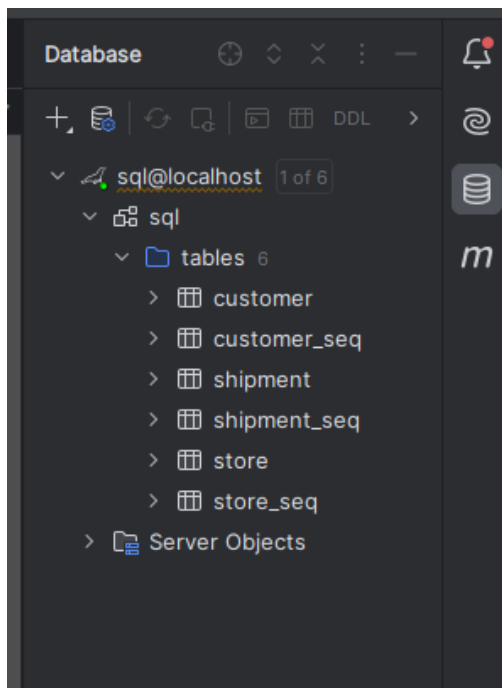 Database
DDL
sql@localhost 1 of 6
sql
tables 6
customer
customer_seq
shipment
shipment_seq
store
store_seq
Server Objects
m